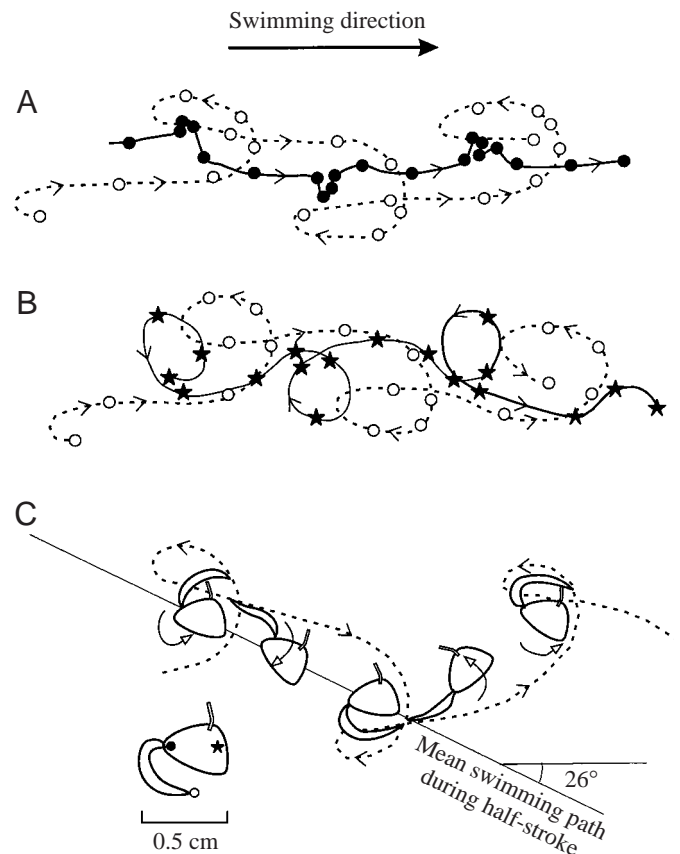 Swimming direction
A
B
C
Mean swimming path
during half-stroke
26°
0.5 cm